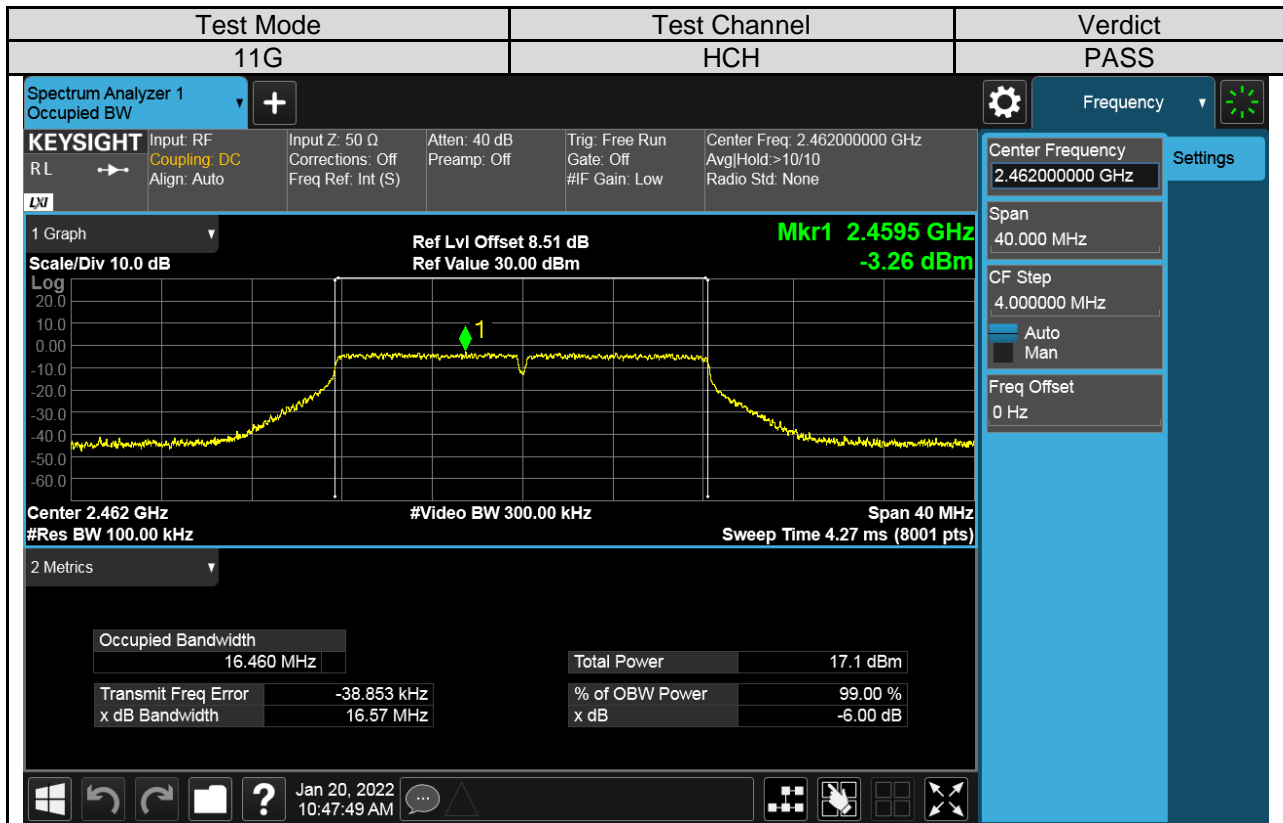 Test Mode Test Channel Verdict
11G HCH PASS
Spectrum Analyzer 1
Occupied BW
+
Frequency
KEYSIGHT Input: RF Input Z: 50 Ω Atten: 40 dB Trig: Free Run Center Freq: 2.462000000 GHz
RL Coupling: DC Corrections: Off Preamp: Off Gate: Off Avg|Hold:>10/10
Align: Auto Freq Ref: Int (S) #IF Gain: Low Radio Std: None
LXI
Center Frequency
2.462000000 GHz
Settings
Span
40.000 MHz
CF Step
4.000000 MHz
Auto
Man
Freq Offset
0 Hz
1 Graph
Ref Lvl Offset 8.51 dB Mkr1 2.4595 GHz
Scale/Div 10.0 dB Ref Value 30.00 dBm -3.26 dBm
Log
20.0
10.0
0.00
-10.0
-20.0
-30.0
-40.0
-50.0
-60.0
1
Center 2.462 GHz #Video BW 300.00 kHz Span 40 MHz
#Res BW 100.00 kHz Sweep Time 4.27 ms (8001 pts)
2 Metrics
Occupied Bandwidth
16.460 MHz Total Power 17.1 dBm
Transmit Freq Error -38.853 kHz % of OBW Power 99.00 %
x dB Bandwidth 16.57 MHz x dB -6.00 dB
? Jan 20, 2022
10:47:49 AM